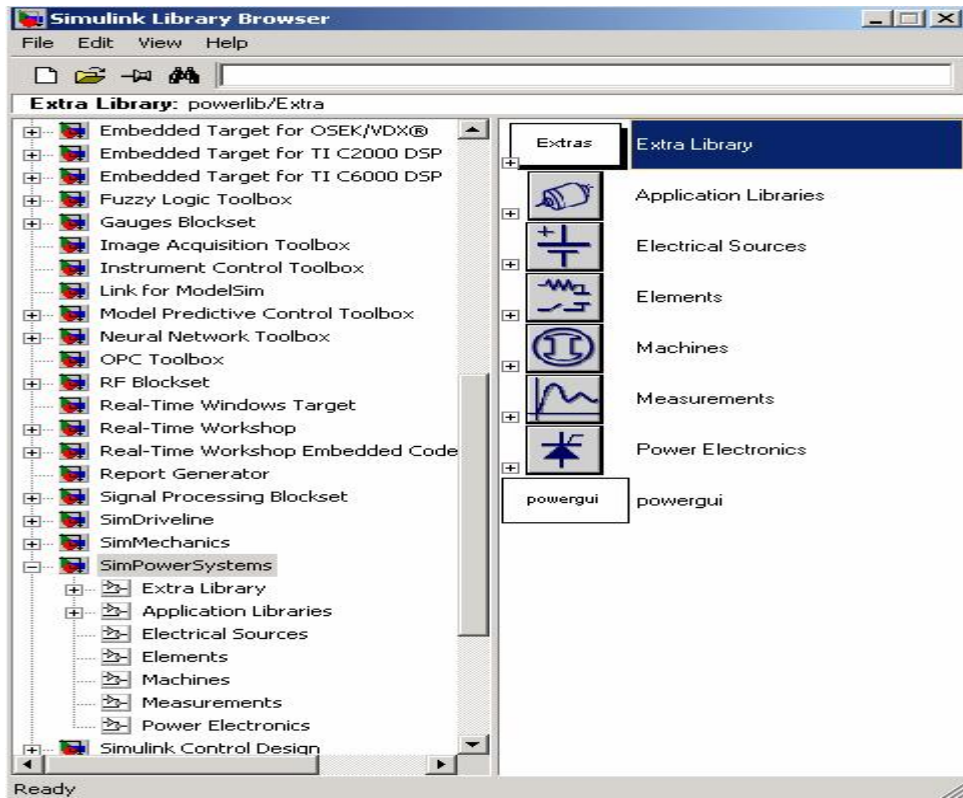 Simulink Library Browser
File Edit View Help
Extra Library: powerlib/Extra
Embedded Target for OSEK/VDX®
Embedded Target for TI C2000 DSP
Embedded Target for TI C6000 DSP
Fuzzy Logic Toolbox
Gauges Blockset
Image Acquisition Toolbox
Instrument Control Toolbox
Link for ModelSim
Model Predictive Control Toolbox
Neural Network Toolbox
OPC Toolbox
RF Blockset
Real-Time Windows Target
Real-Time Workshop
Real-Time Workshop Embedded Code
Report Generator
Signal Processing Blockset
SimDriveline
SimMechanics
SimPowerSystems
Extra Library
Application Libraries
Electrical Sources
Elements
Machines
Measurements
Power Electronics
Simulink Control Design
Extras Extra Library
Application Libraries
Electrical Sources
Elements
Machines
Measurements
Power Electronics
powergui powergui
Ready